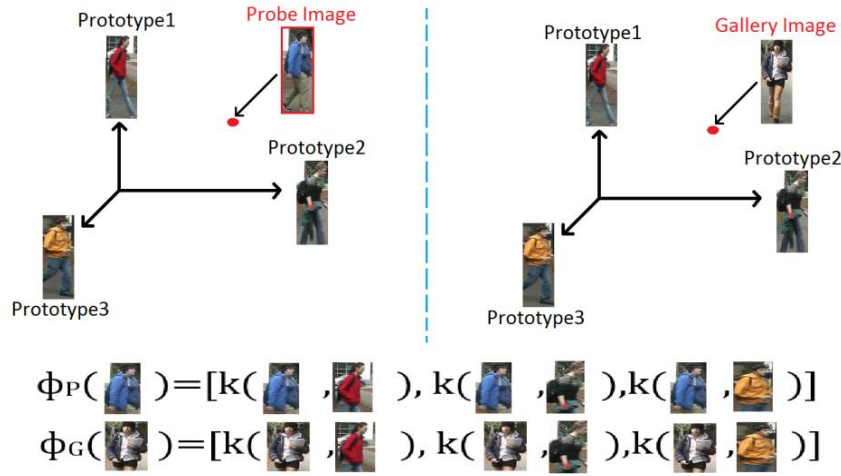 Prototype1
Probe Image
Prototype2
Prototype3
Prototype1
Gallery Image
Prototype2
Prototype3
ϕP( )=[k( , ), k( , ),k( , )]
ϕG( )=[k( , ), k( , ),k( , )]